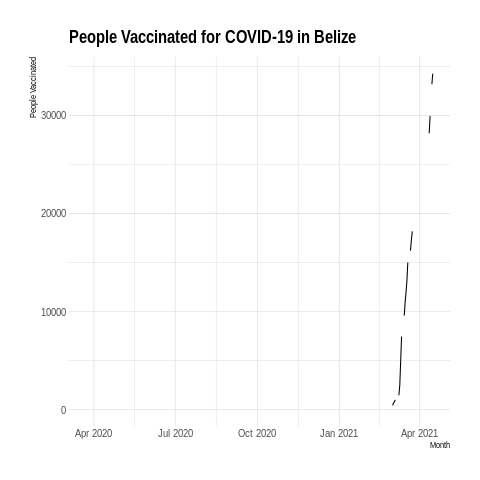 People Vaccinated for COVID-19 in Belize
People Vaccinated
30000
20000
10000
0
Apr 2020
Jul 2020
Oct 2020
Jan 2021
Apr 2021
Month